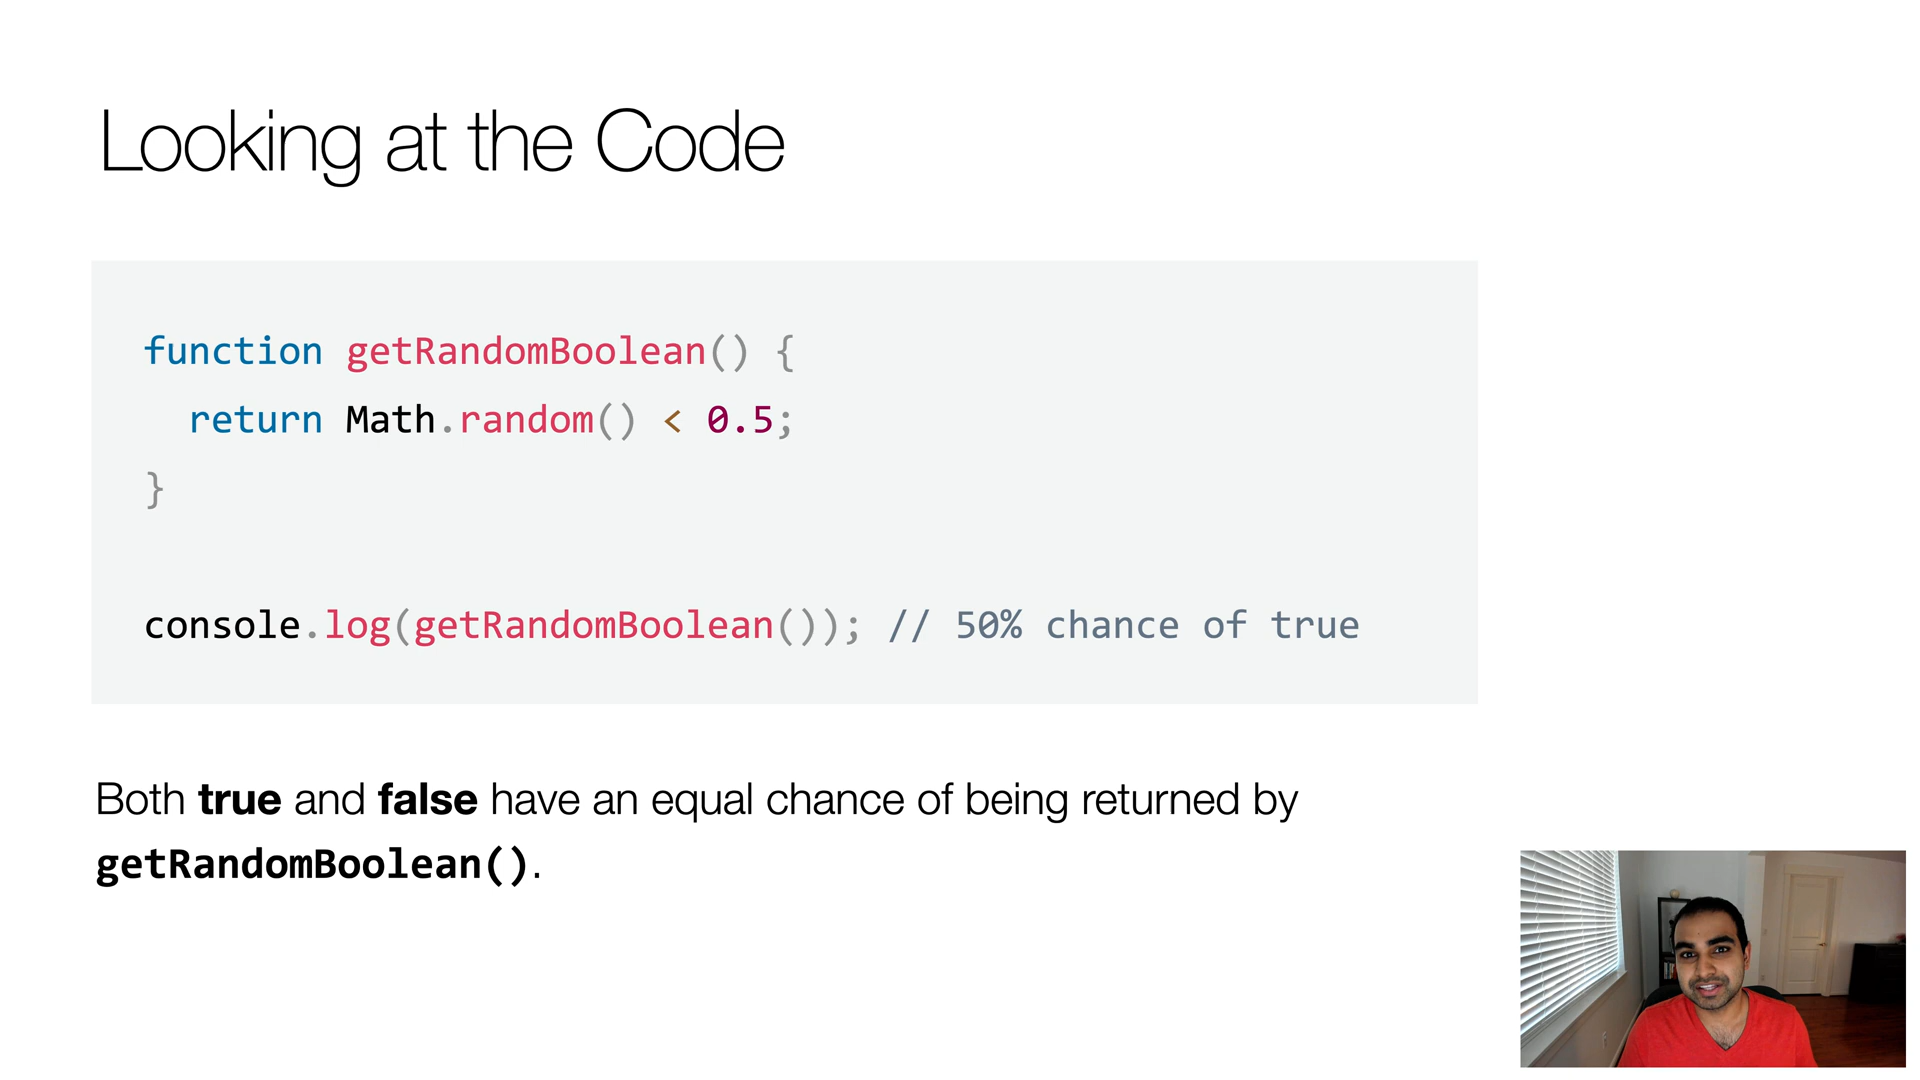 Looking at the Code
function getRandomBoolean() {
  return Math.random() < 0.5;
}
console.log(getRandomBoolean()); // 50% chance of true
Both true and false have an equal chance of being returned by
getRandomBoolean().